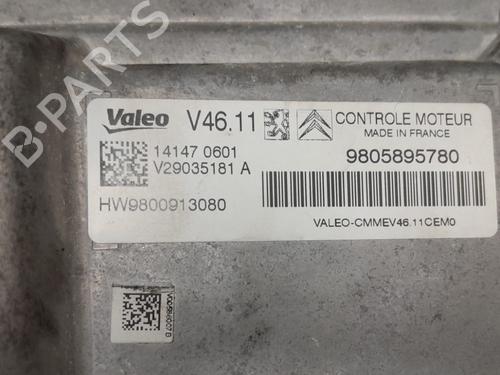 B-PARTS
Valeo V46.11 CONTROLE MOTEUR
MADE IN FRANCE
14147 0601
V29035181 A
9805895780
HW9800913080
VALEO-CMMEV46.11CEM0